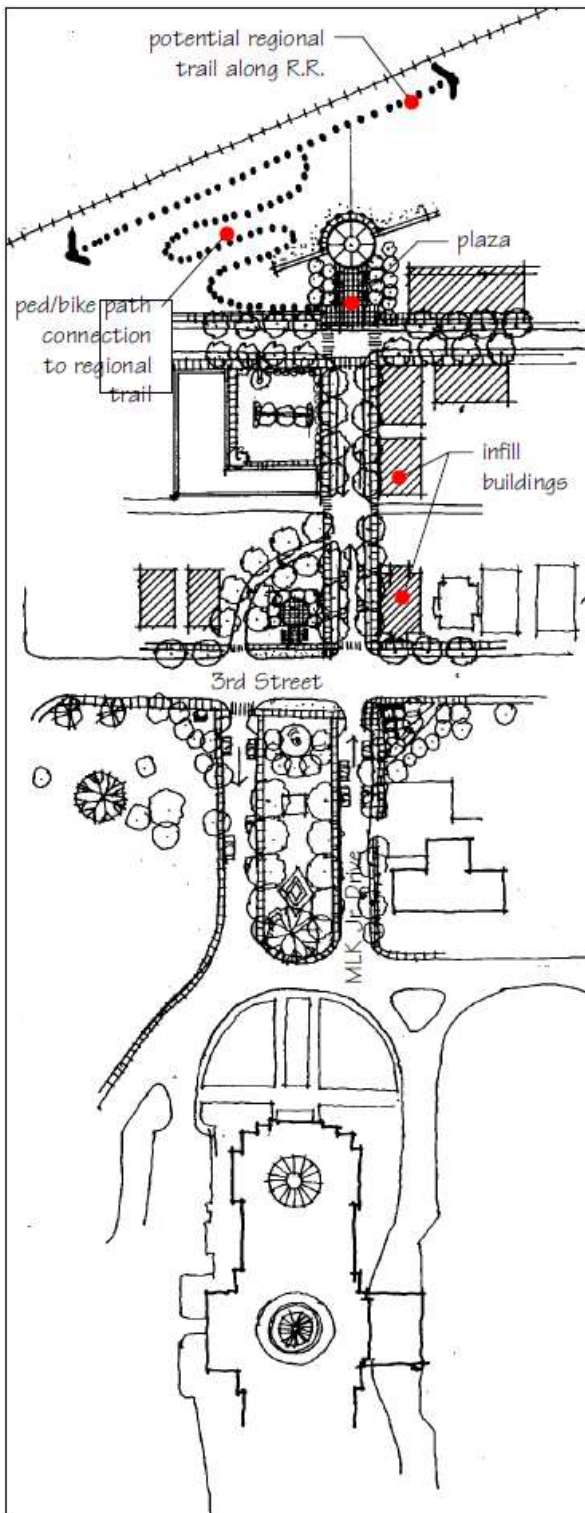 potential regional
trail along R.R.
plaza
ped/bike path
connection
to regional
trail
infill
buildings
3rd Street
MLK Jr Drive